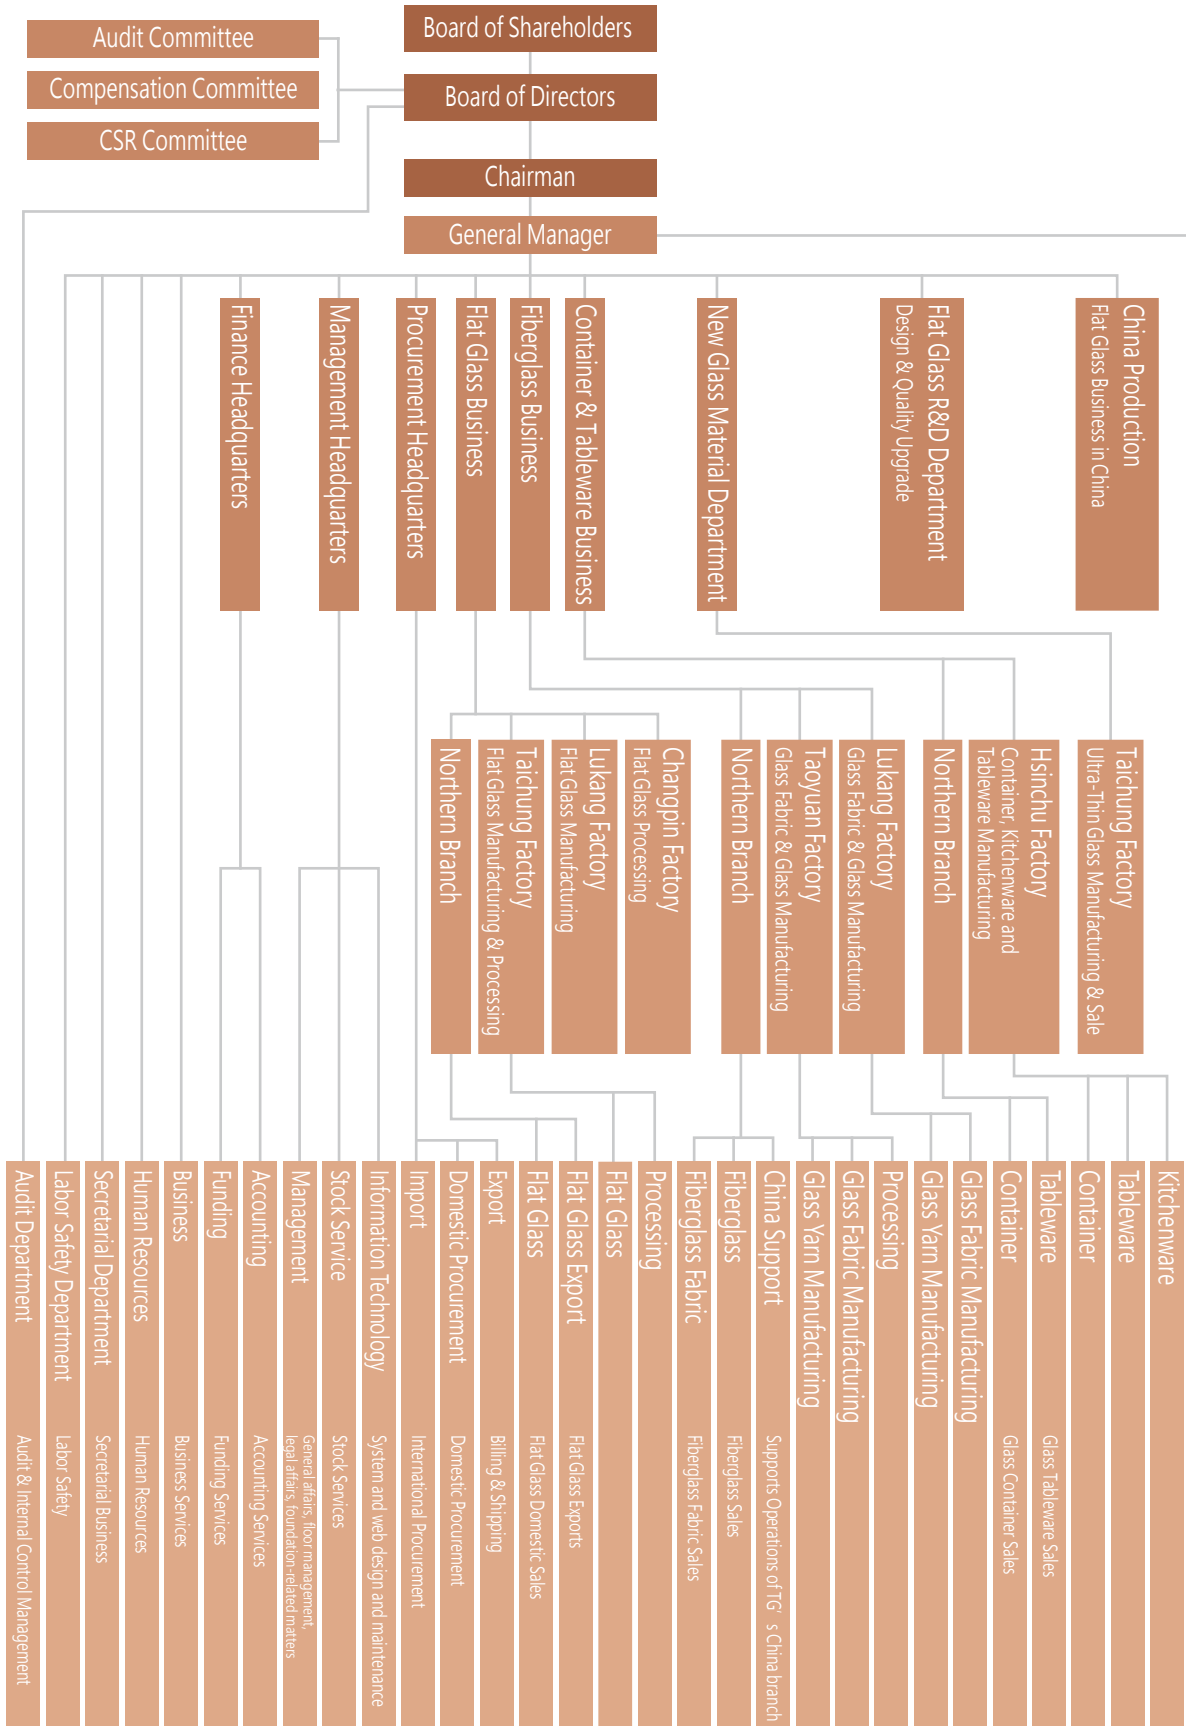 Board of Shareholders
Audit Committee
Compensation Committee
Board of Directors
CSR Committee
Chairman
General Manager
Finance Headquarters
Management Headquarters
Procurement Headquarters
Flat Glass Business
Fiberglass Business
Container & Tableware Business
New Glass Material Department
Flat Glass R&D Department
Design & Quality Upgrade
China Production
Flat Glass Business in China
Northern Branch
Taichung Factory
Flat Glass Manufacturing & Processing
Lukang Factory
Flat Glass Manufacturing
Changpin Factory
Flat Glass Processing
Northern Branch
Taoyuan Factory
Glass Fabric & Glass Manufacturing
Lukang Factory
Glass Fabric & Glass Manufacturing
Northern Branch
Hsinchu Factory
Container, Kitchenware and
Tableware Manufacturing
Taichung Factory
Ultra-Thin Glass Manufacturing & Sale
Audit Department
Audit & Internal Control Management
Labor Safety Department
Labor Safety
Secretarial Department
Secretarial Business
Human Resources
Human Resources
Business
Business Services
Funding
Funding Services
Accounting
Accounting Services
Management
General affairs, floor management,
legal affairs, foundation-related matters
Stock Service
Stock Services
Information Technology
System and web design and maintenance
Import
International Procurement
Domestic Procurement
Domestic Procurement
Export
Billing & Shipping
Flat Glass
Flat Glass Domestic Sales
Flat Glass Export
Flat Glass Exports
Flat Glass
Processing
Fiberglass Fabric
Fiberglass Fabric Sales
Fiberglass
Fiberglass Sales
China Support
Supports Operations of TG' s China branch
Glass Yarn Manufacturing
Glass Fabric Manufacturing
Processing
Glass Yarn Manufacturing
Glass Fabric Manufacturing
Container
Glass Container Sales
Tableware
Glass Tableware Sales
Container
Tableware
Kitchenware